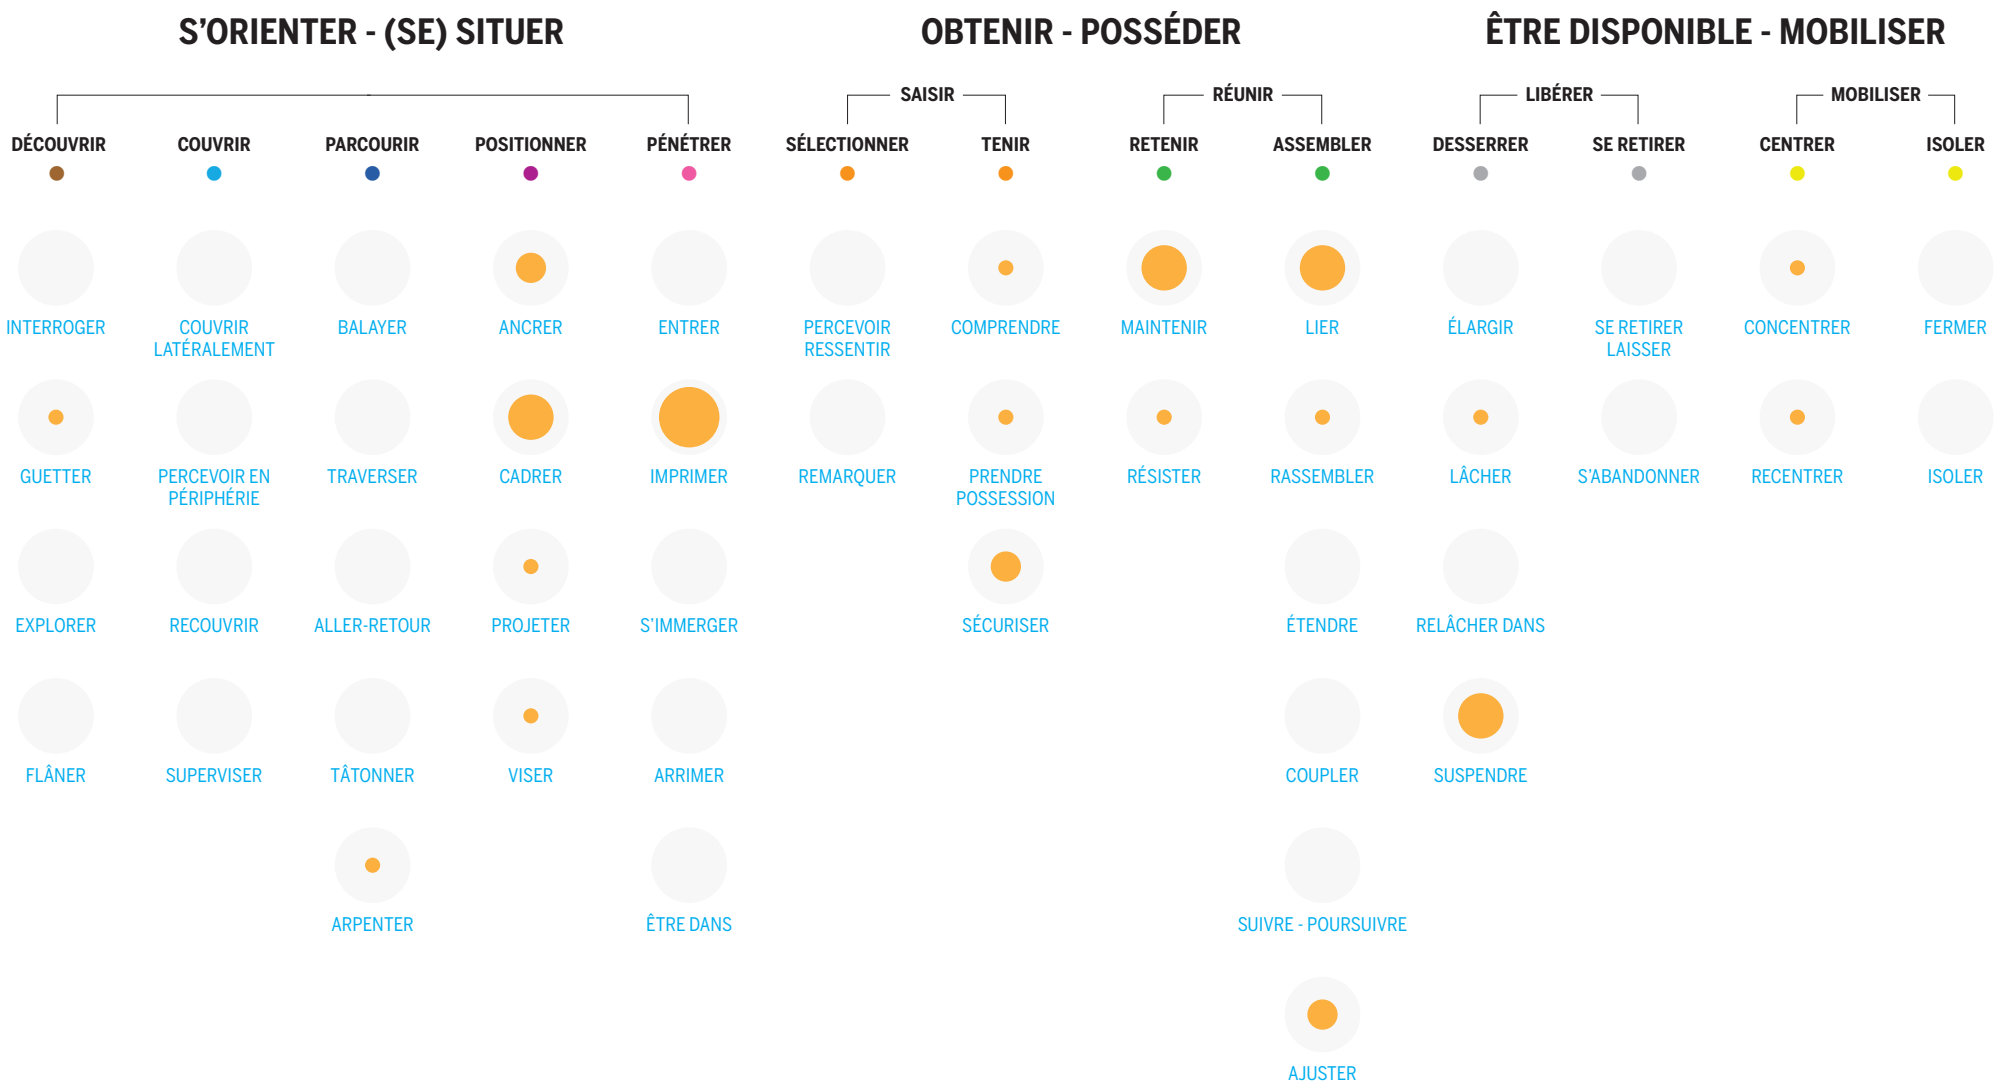 S’ORIENTER - (SE) SITUER
OBTENIR - POSSÉDER
ÊTRE DISPONIBLE - MOBILISER
SAISIR
RÉUNIR
LIBÉRER
MOBILISER
DÉCOUVRIR
COUVRIR
PARCOURIR
POSITIONNER
PÉNÉTRER
SÉLECTIONNER
TENIR
RETENIR
ASSEMBLER
DESSERRER
SE RETIRER
CENTRER
ISOLER
INTERROGER
COUVRIR
LATÉRALEMENT
BALAYER
ANCRER
ENTRER
PERCEVOIR
RESSENTIR
COMPRENDRE
MAINTENIR
LIER
ÉLARGIR
SE RETIRER
LAISSER
CONCENTRER
FERMER
GUETTER
PERCEVOIR EN
PÉRIPHÉRIE
TRAVERSER
CADRER
IMPRIMER
REMARQUER
PRENDRE
POSSESSION
RÉSISTER
RASSEMBLER
LÂCHER
S’ABANDONNER
RECENTRER
ISOLER
EXPLORER
RECOUVRIR
ALLER-RETOUR
PROJETER
S’IMMERGER
SÉCURISER
ÉTENDRE
RELÂCHER DANS
FLÂNER
SUPERVISER
TÂTONNER
VISER
ARRIMER
COUPLER
SUSPENDRE
ARPENTER
ÊTRE DANS
SUIVRE - POURSUIVRE
AJUSTER